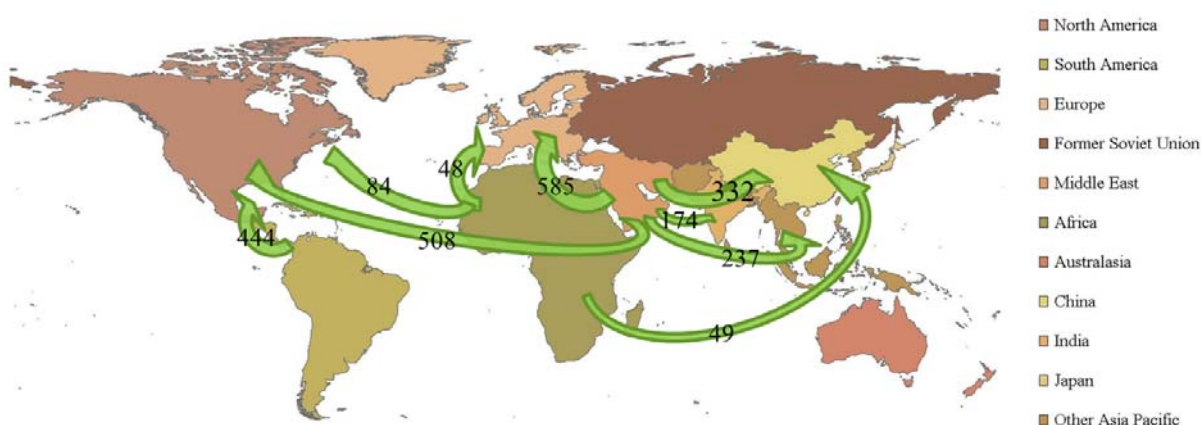 North America
South America
Europe
Former Soviet Union
Middle East
Africa
Australasia
China
India
Japan
Other Asia Pacific
48
84
585
332
174
444
508
237
49